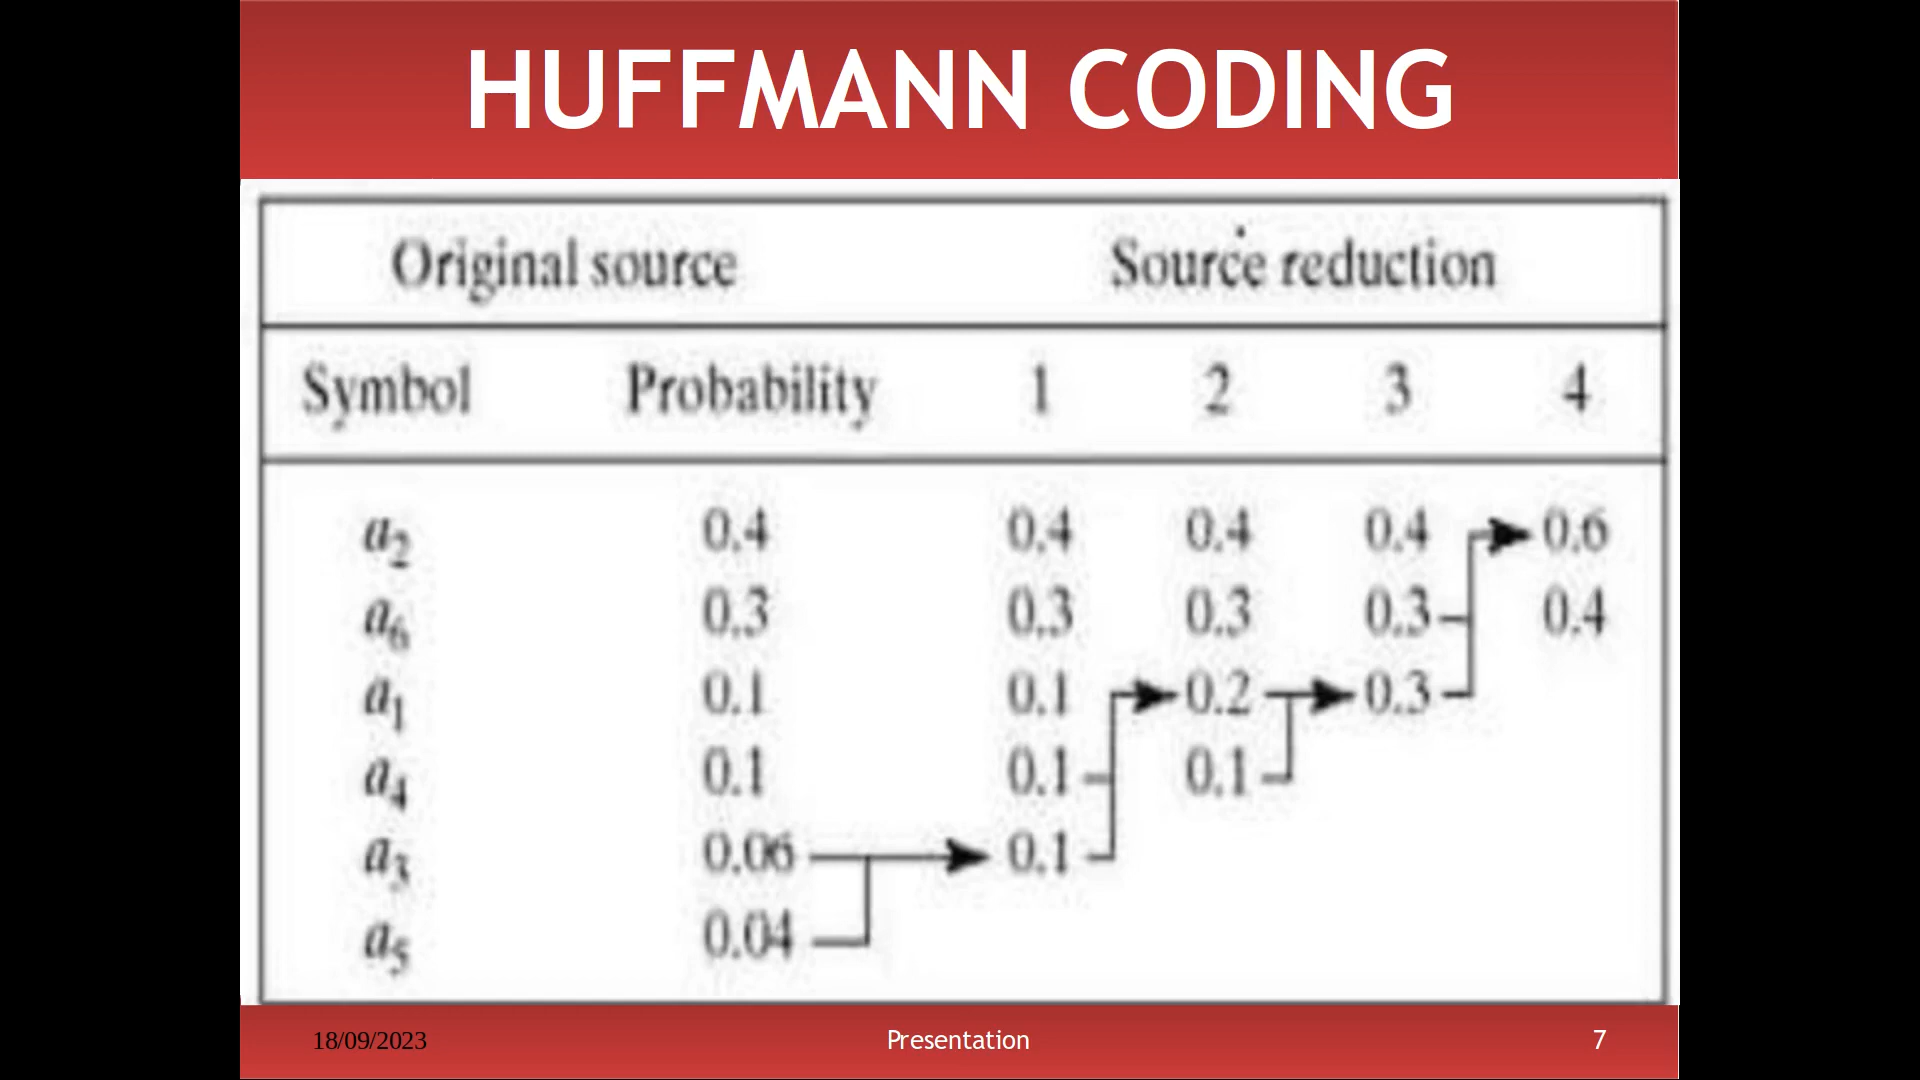 HUFFMANN CODING
Original source Source reduction
Symbol Probability 1 2 3 4
a2 0.4 0.4 0.4 0.4 0.6
a6 0.3 0.3 0.3 0.3 0.4
a1 0.1 0.1 0.2 0.3
a4 0.1 0.1 0.1
a3 0.06 0.1
a5 0.04
18/09/2023 Presentation 7